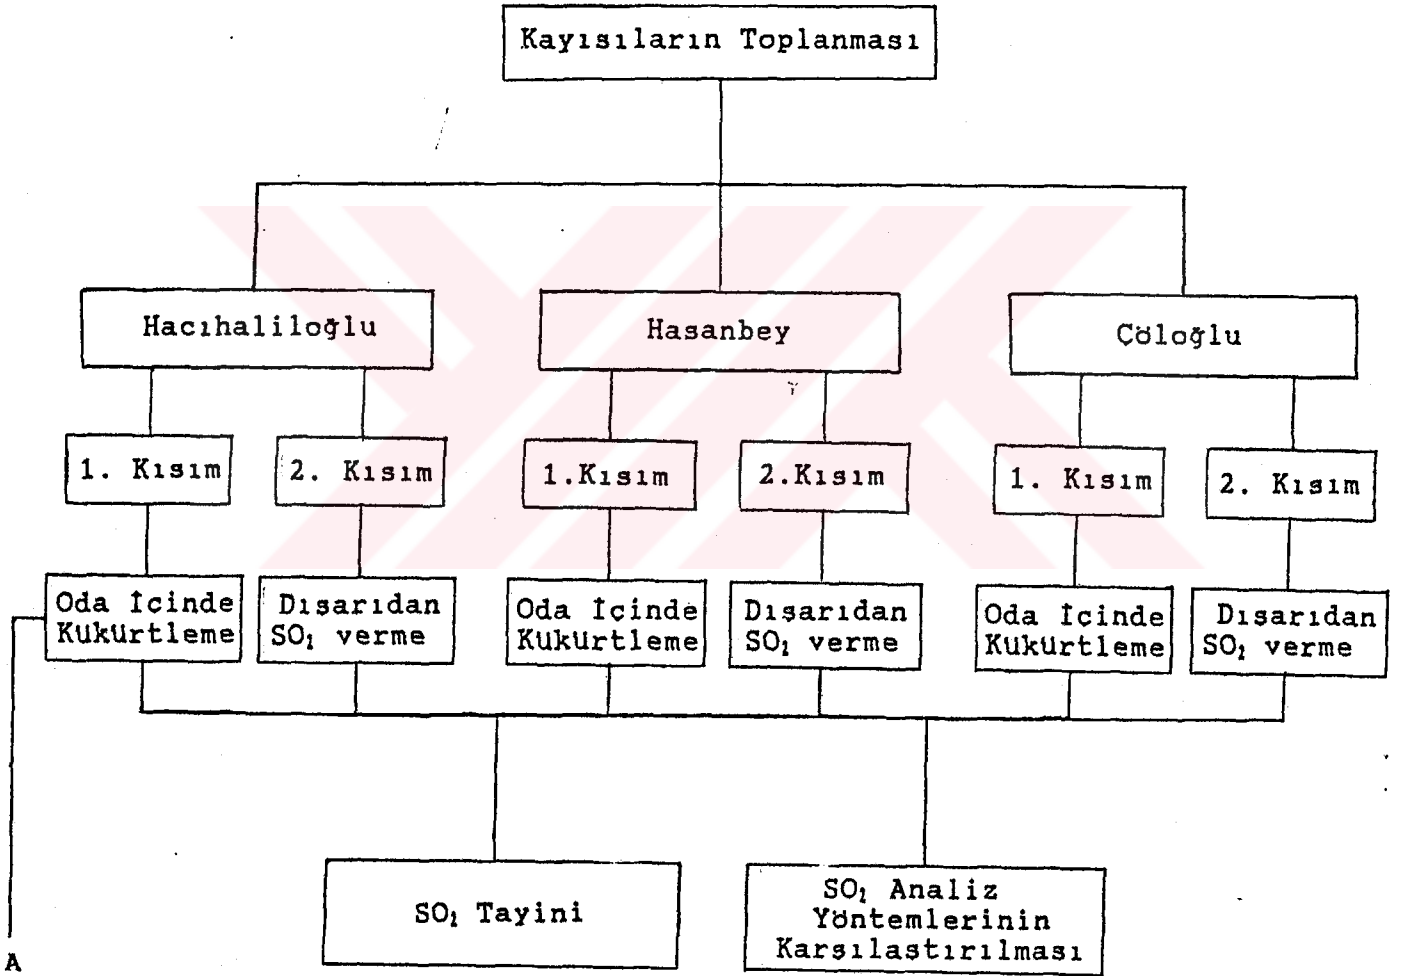 Kayısıların Toplanması
Hacıhaliloğlu
Hasanbey
Çöloğlu
1. Kısım
2. Kısım
1.Kısım
2.Kısım
1. Kısım
2. Kısım
Oda İçinde
Kükürtleme
Dışarıdan
SO₂ verme
Oda İçinde
Kükürtleme
Dışarıdan
SO₂ verme
Oda İçinde
Kükürtleme
Dışarıdan
SO₂ verme
SO₂ Tayini
SO₂ Analiz
Yöntemlerinin
Karşılaştırılması
A